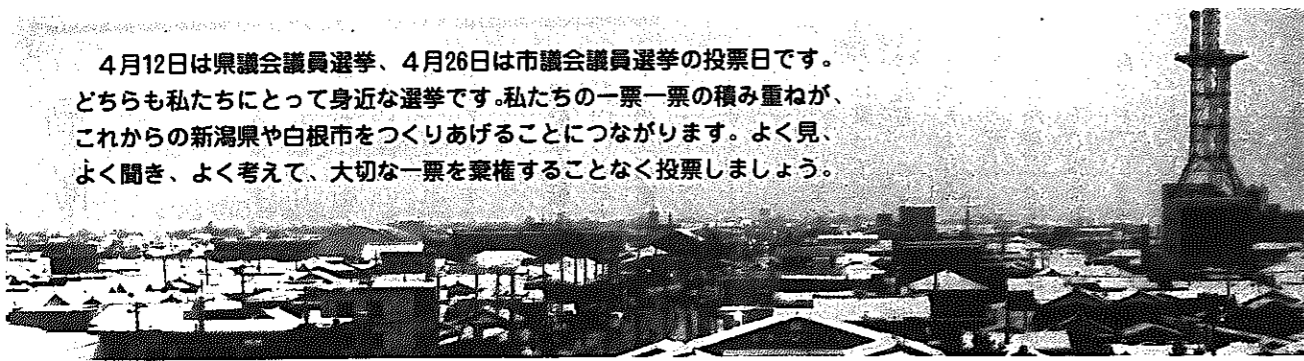 ４月12日は県議会議員選挙、４月26日は市議会議員選挙の投票日です。
どちらも私たちにとって身近な選挙です。私たちの一票一票の積み重ねが、
これからの新潟県や白根市をつくりあげることにつながります。よく見、
よく聞き、よく考えて、大切な一票を棄権することなく投票しましょう。